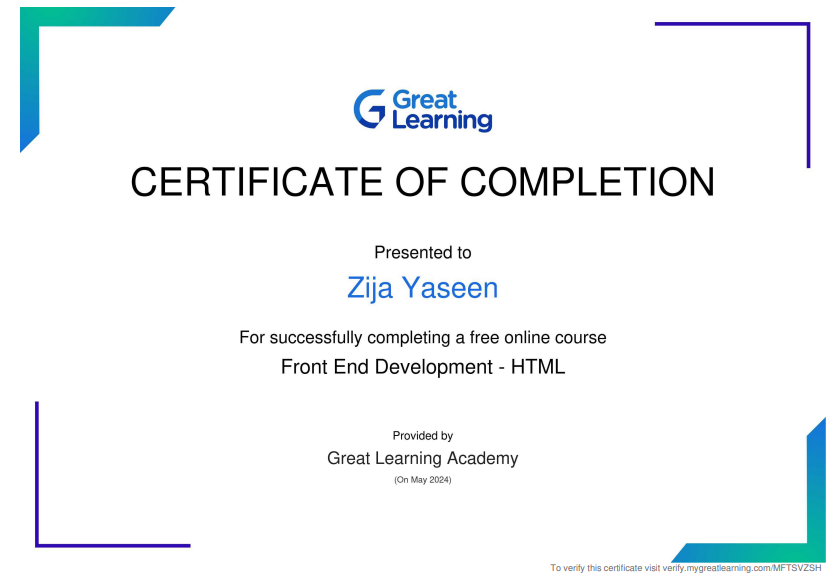 Great
Learning
CERTIFICATE OF COMPLETION
Presented to
Zija Yaseen
For successfully completing a free online course
Front End Development - HTML
Provided by
Great Learning Academy
(On May 2024)
To verify this certificate visit verify.mygreatlearning.com/MFTSVZSH